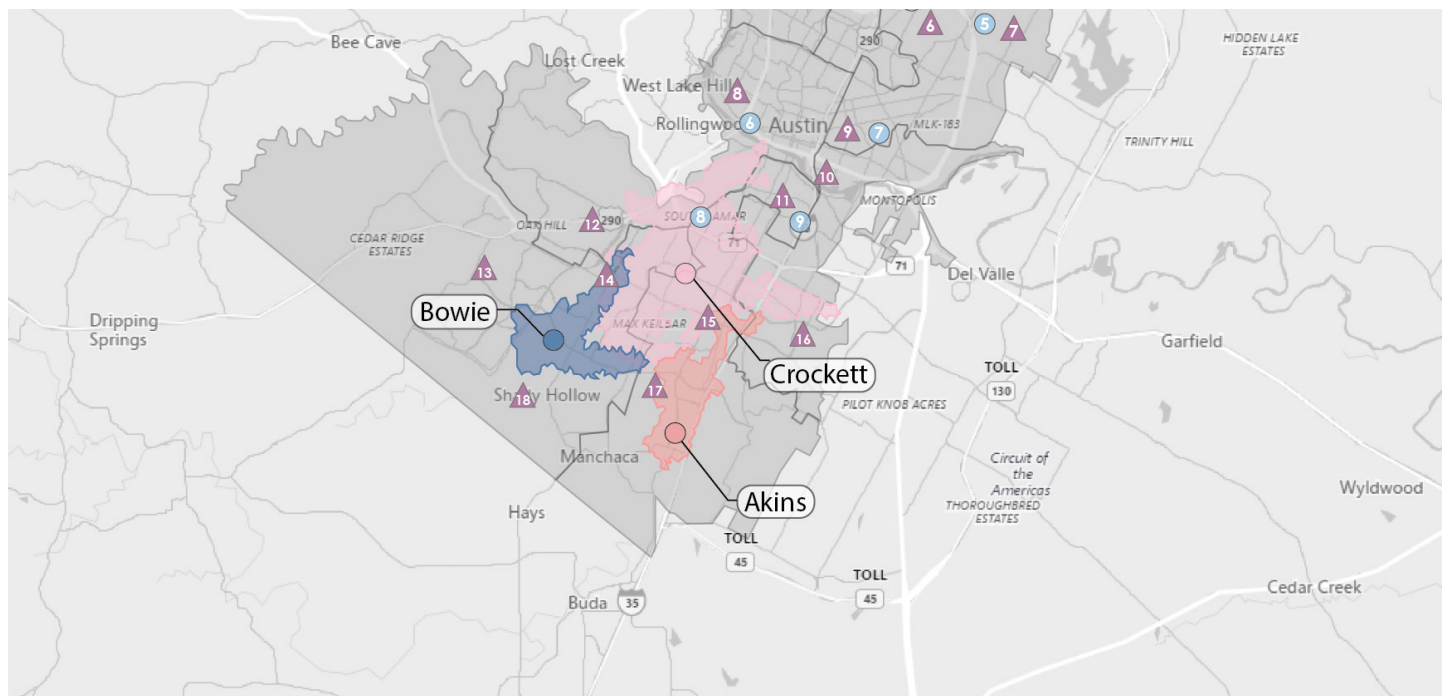 5
6
7
290
HIDDEN LAKE
ESTATES
Bee Cave
Lost Creek
West Lake Hill
8
Rollingwood
6
Austin
9
7
MLK-183
TRINITY HILL
10
11
MONTOPOLIS
12
290
OAK HILL
8
SOUTH LAMAR
9
CEDAR RIDGE
ESTATES
71
71
13
14
Del Valle
Bowie
Dripping
Springs
MAX KEILBAR
15
16
Garfield
Crockett
TOLL
130
17
Shady Hollow
18
PILOT KNOB ACRES
Manchaca
Circuit of
the
Americas
Akins
THOROUGHBRED
ESTATES
Wyldwood
Hays
TOLL
45
TOLL
45
Buda
35
Cedar Creek